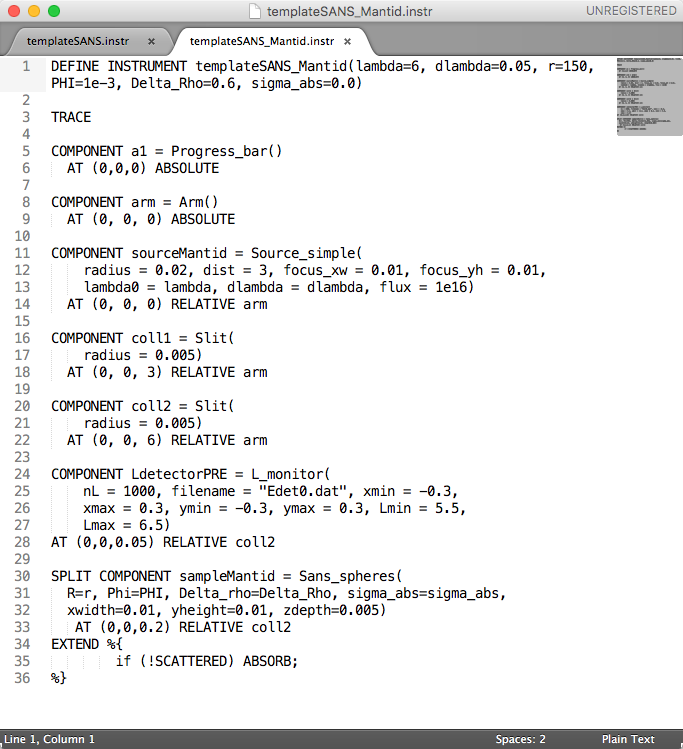 templateSANS_Mantid.instr
UNREGISTERED
templateSANS.instr ×
templateSANS_Mantid.instr ×
1 DEFINE INSTRUMENT templateSANS_Mantid(lambda=6, dlambda=0.05, r=150,
PHI=1e-3, Delta_Rho=0.6, sigma_abs=0.0)
2
3 TRACE
4
5 COMPONENT a1 = Progress_bar()
6   AT (0,0,0) ABSOLUTE
7
8 COMPONENT arm = Arm()
9   AT (0, 0, 0) ABSOLUTE
10
11 COMPONENT sourceMantid = Source_simple(
12     radius = 0.02, dist = 3, focus_xw = 0.01, focus_yh = 0.01,
13     lambda0 = lambda, dlambda = dlambda, flux = 1e16)
14   AT (0, 0, 0) RELATIVE arm
15
16 COMPONENT coll1 = Slit(
17     radius = 0.005)
18   AT (0, 0, 3) RELATIVE arm
19
20 COMPONENT coll2 = Slit(
21     radius = 0.005)
22   AT (0, 0, 6) RELATIVE arm
23
24 COMPONENT LdetectorPRE = L_monitor(
25     nL = 1000, filename = "Edet0.dat", xmin = -0.3,
26     xmax = 0.3, ymin = -0.3, ymax = 0.3, Lmin = 5.5,
27     Lmax = 6.5)
28 AT (0,0,0.05) RELATIVE coll2
29
30 SPLIT COMPONENT sampleMantid = Sans_spheres(
31   R=r, Phi=PHI, Delta_rho=Delta_Rho, sigma_abs=sigma_abs,
32   xwidth=0.01, yheight=0.01, zdepth=0.005)
33    AT (0,0,0.2) RELATIVE coll2
34 EXTEND %{
35         if (!SCATTERED) ABSORB;
36 %}
Line 1, Column 1
Spaces: 2
Plain Text